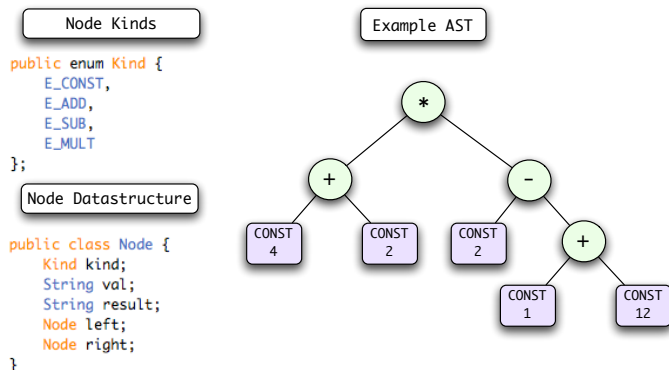 Node Kinds
public enum Kind {
E_CONST,
E_ADD,
E_SUB,
E_MULT
};
Node Datastructure
public class Node {
Kind kind;
String val;
String result;
Node left;
Node right;
}
Example AST
*
+
-
CONST
4
CONST
2
CONST
2
+
CONST
1
CONST
12